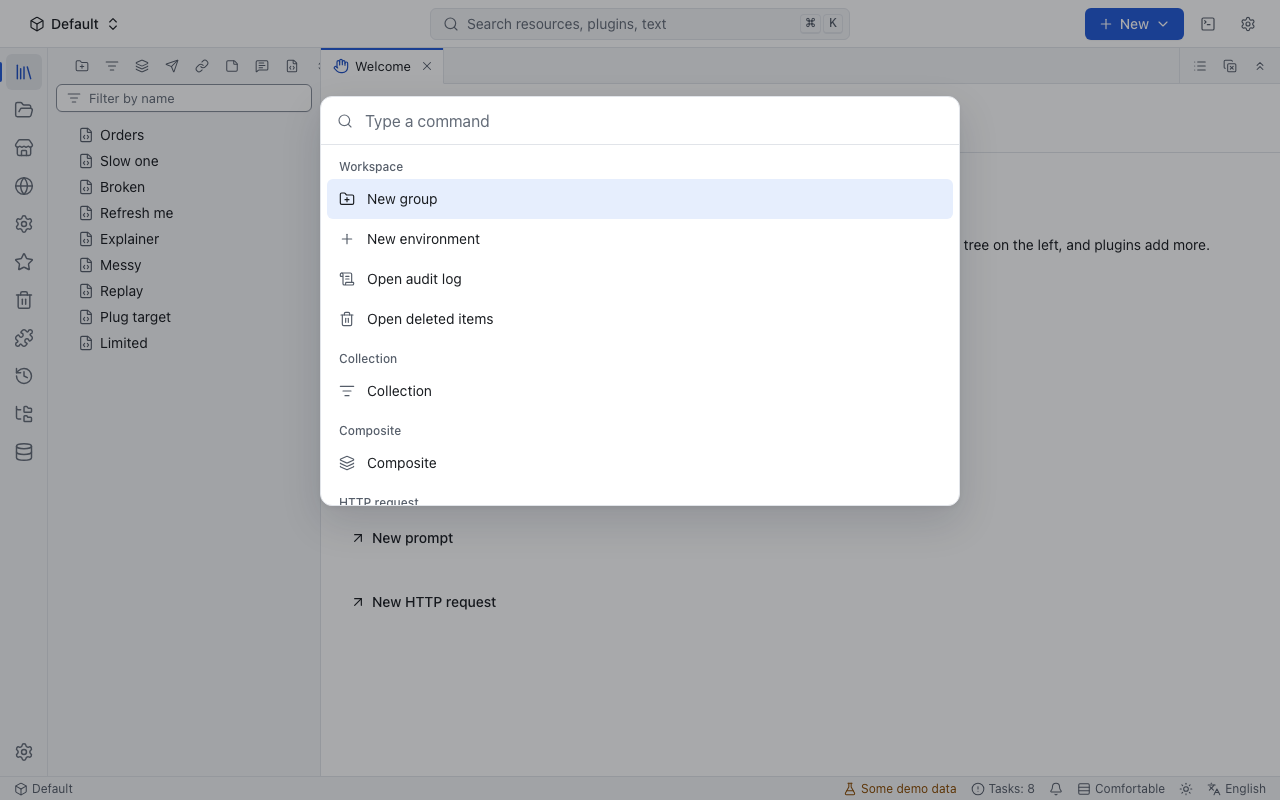 Default
Search resources, plugins, text
⌘ K
New
Welcome
Filter by name
Orders
Slow one
Broken
Refresh me
Explainer
Messy
Replay
Plug target
Limited
Type a command
Workspace
New group
New environment
Open audit log
Open deleted items
Collection
Collection
Composite
Composite
HTTP request
tree on the left, and plugins add more.
New prompt
New HTTP request
Default
Some demo data
Tasks: 8
Comfortable
English